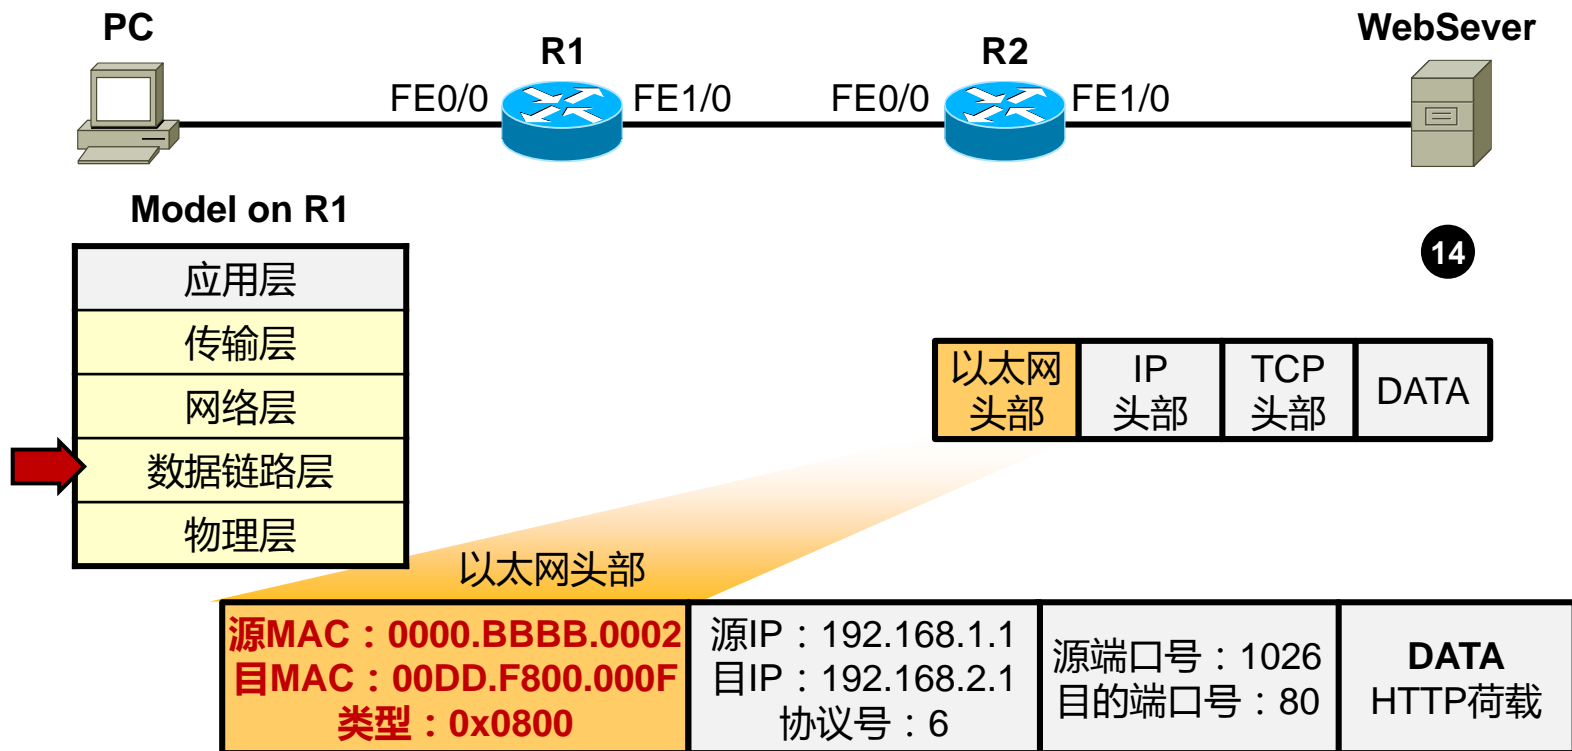 PC
R1
R2
WebSever
FE0/0
FE1/0
FE0/0
FE1/0
Model on R1
14
应用层
传输层
网络层
数据链路层
物理层
以太网
头部
IP
头部
TCP
头部
DATA
以太网头部
源MAC：0000.BBBB.0002
目MAC：00DD.F800.000F
类型：0x0800
源IP：192.168.1.1
目IP：192.168.2.1
协议号：6
源端口号：1026
目的端口号：80
DATA
HTTP荷载